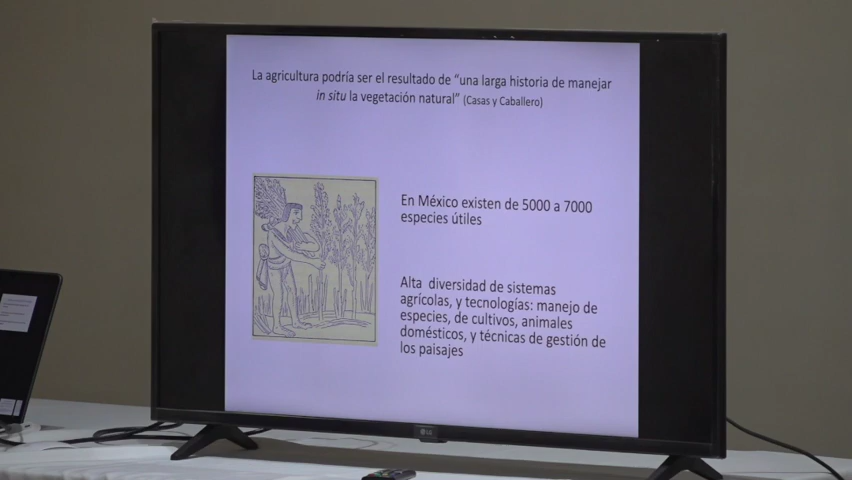 La agricultura podría ser el resultado de “una larga historia de manejar
in situ la vegetación natural” (Casas y Caballero)
En México existen de 5000 a 7000
especies útiles
Alta diversidad de sistemas
agrícolas, y tecnologías: manejo de
especies, de cultivos, animales
domésticos, y técnicas de gestión de
los paisajes
LG